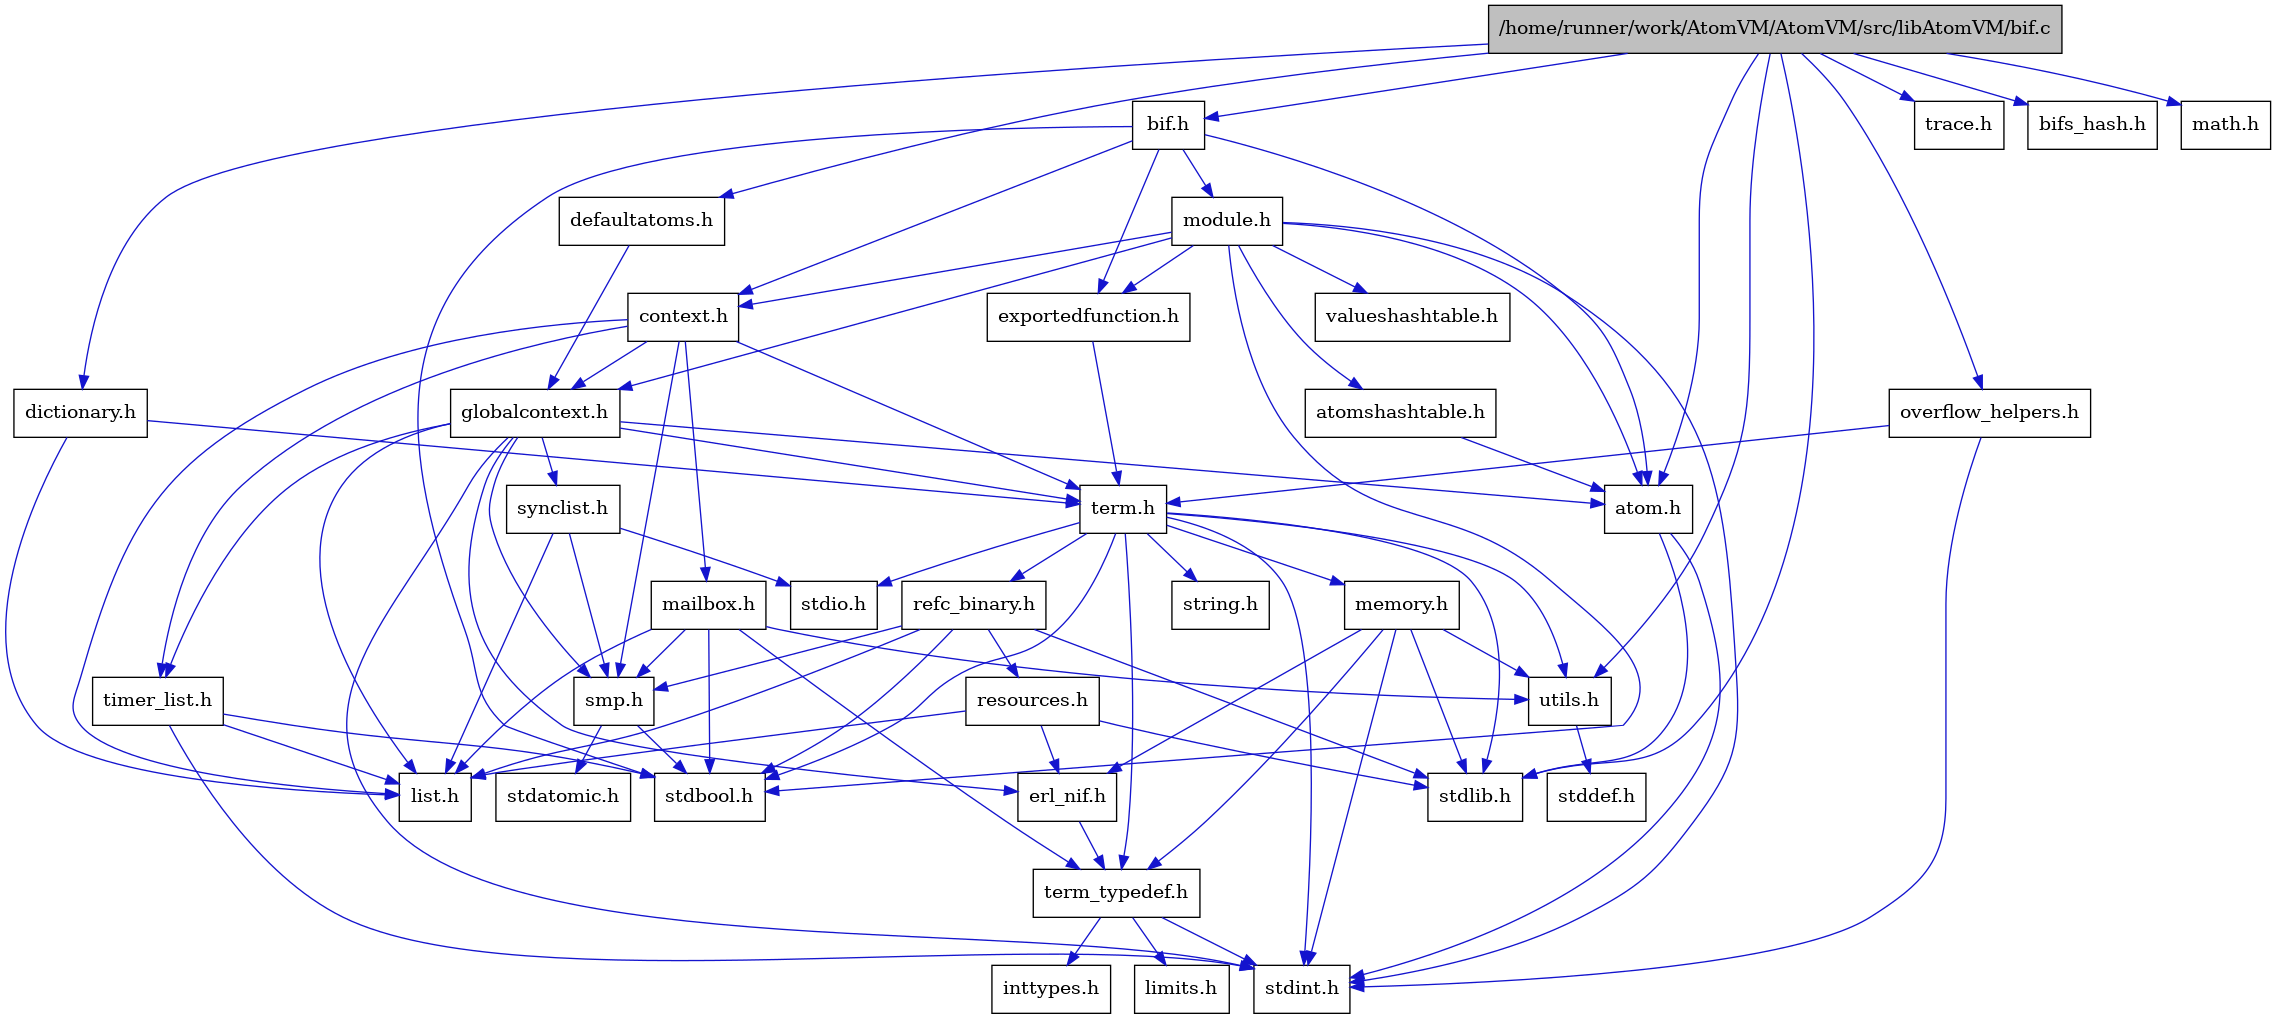 /home/runner/work/AtomVM/AtomVM/src/libAtomVM/bif.c
bif.h
trace.h
bifs_hash.h
math.h
defaultatoms.h
module.h
context.h
exportedfunction.h
valueshashtable.h
dictionary.h
globalcontext.h
atomshashtable.h
overflow_helpers.h
synclist.h
term.h
atom.h
mailbox.h
stdio.h
refc_binary.h
string.h
memory.h
timer_list.h
smp.h
resources.h
utils.h
list.h
stdatomic.h
stdbool.h
erl_nif.h
stdlib.h
stddef.h
term_typedef.h
inttypes.h
limits.h
stdint.h